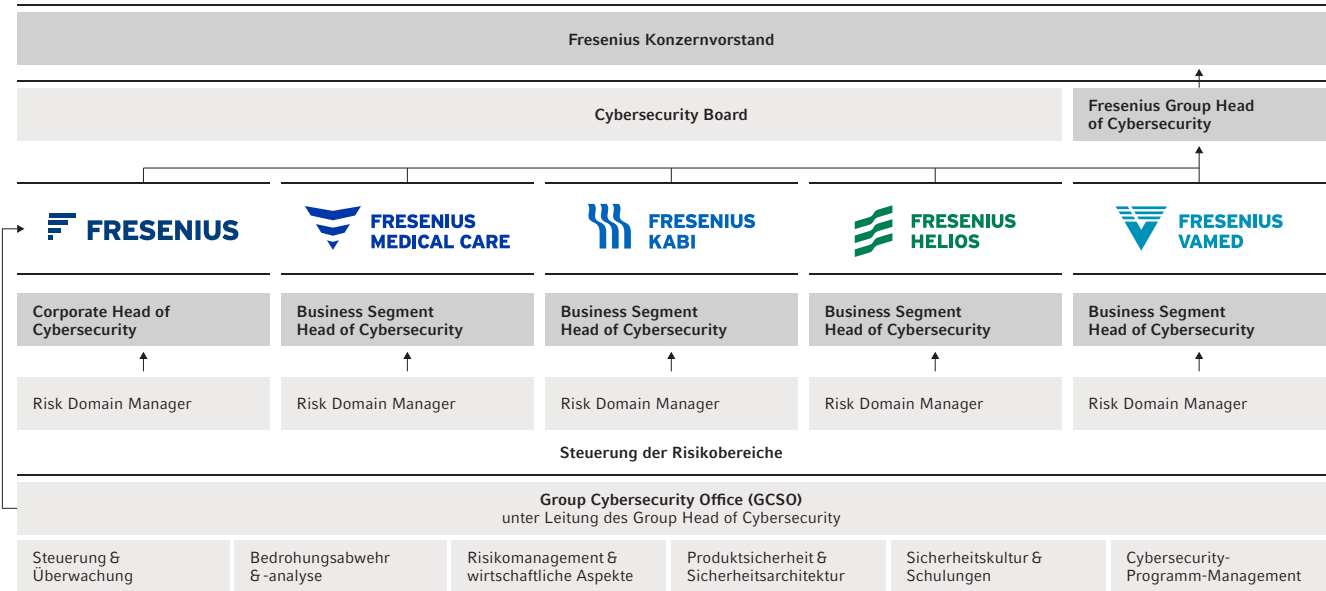 Fresenius Konzernvorstand
Cybersecurity Board
Fresenius Group Head
of Cybersecurity
FRESENIUS
FRESENIUS
MEDICAL CARE
FRESENIUS
KABI
FRESENIUS
HELIOS
FRESENIUS
VAMED
Corporate Head of
Cybersecurity
Business Segment
Head of Cybersecurity
Business Segment
Head of Cybersecurity
Business Segment
Head of Cybersecurity
Business Segment
Head of Cybersecurity
Risk Domain Manager
Risk Domain Manager
Risk Domain Manager
Risk Domain Manager
Risk Domain Manager
Steuerung der Risikobereiche
Group Cybersecurity Office (GCSO)
unter Leitung des Group Head of Cybersecurity
Steuerung &
Überwachung
Bedrohungsabwehr
& -analyse
Risikomanagement &
wirtschaftliche Aspekte
Produktsicherheit &
Sicherheitsarchitektur
Sicherheitskultur &
Schulungen
Cybersecurity-
Programm-Management